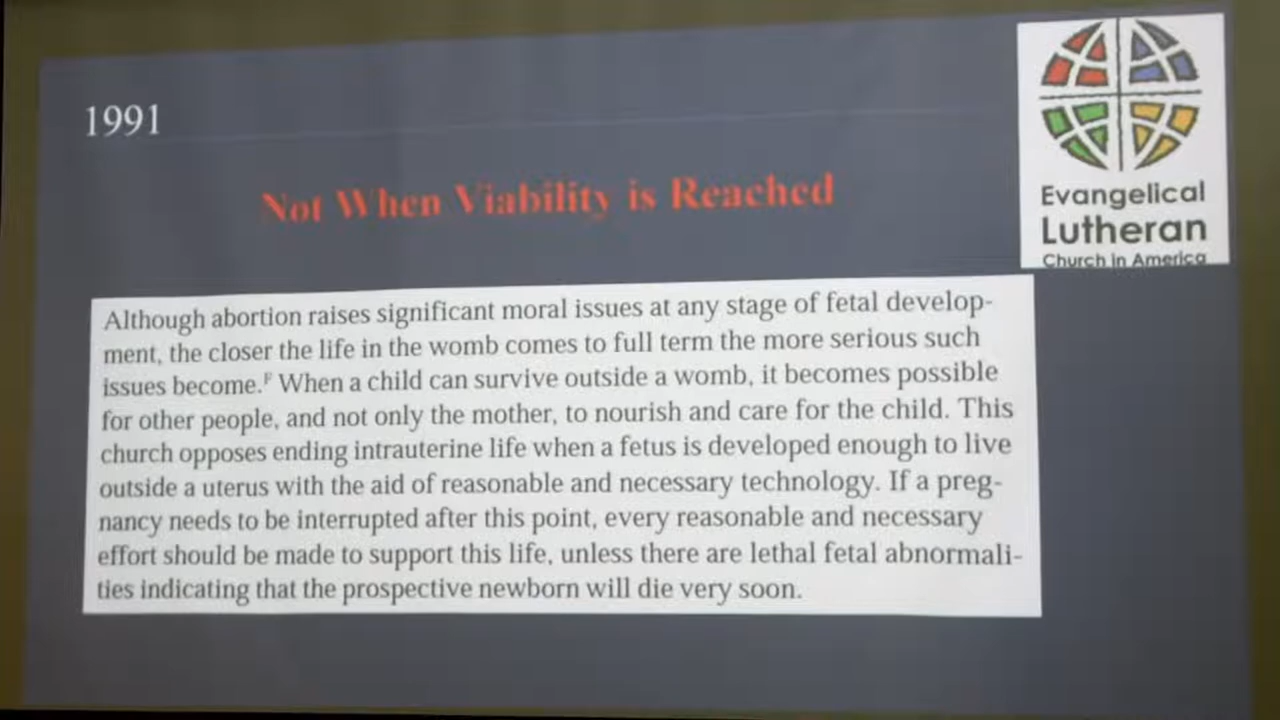 1991
Evangelical
Lutheran
Church in America
Not When Viability is Reached
Although abortion raises significant moral issues at any stage of fetal develop-
ment, the closer the life in the womb comes to full term the more serious such
issues become.F When a child can survive outside a womb, it becomes possible
for other people, and not only the mother, to nourish and care for the child. This
church opposes ending intrauterine life when a fetus is developed enough to live
outside a uterus with the aid of reasonable and necessary technology. If a preg-
nancy needs to be interrupted after this point, every reasonable and necessary
effort should be made to support this life, unless there are lethal fetal abnormali-
ties indicating that the prospective newborn will die very soon.